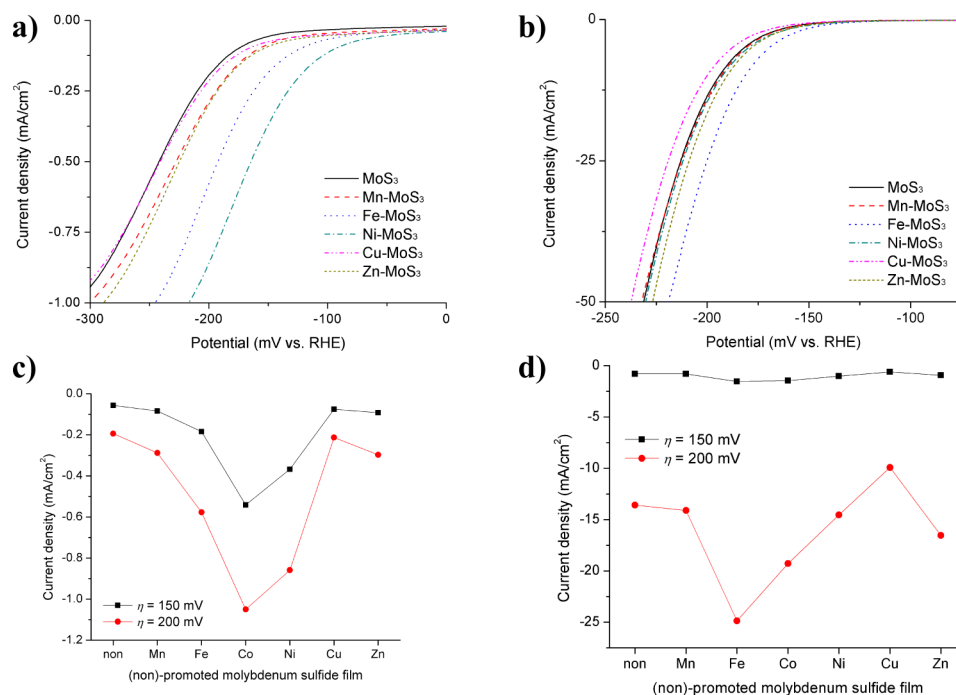 a)
0.00
-0.25
-0.50
-0.75
-1.00
Current density (mA/cm²)
MoS₃
Mn-MoS₃
Fe-MoS₃
Ni-MoS₃
Cu-MoS₃
Zn-MoS₃
-300 -200 -100 0
Potential (mV vs. RHE)
b)
0
-25
-50
Current density (mA/cm²)
MoS₃
Mn-MoS₃
Fe-MoS₃
Ni-MoS₃
Cu-MoS₃
Zn-MoS₃
-250 -200 -150 -100
Potential (mV vs. RHE)
c)
0.0
-0.2
-0.4
-0.6
-0.8
-1.0
-1.2
Current density (mA/cm²)
η = 150 mV
η = 200 mV
non Mn Fe Co Ni Cu Zn
(non)-promoted molybdenum sulfide film
d)
0
-5
-10
-15
-20
-25
Current density (mA/cm²)
η = 150 mV
η = 200 mV
non Mn Fe Co Ni Cu Zn
(non)-promoted molybdenum sulfide film